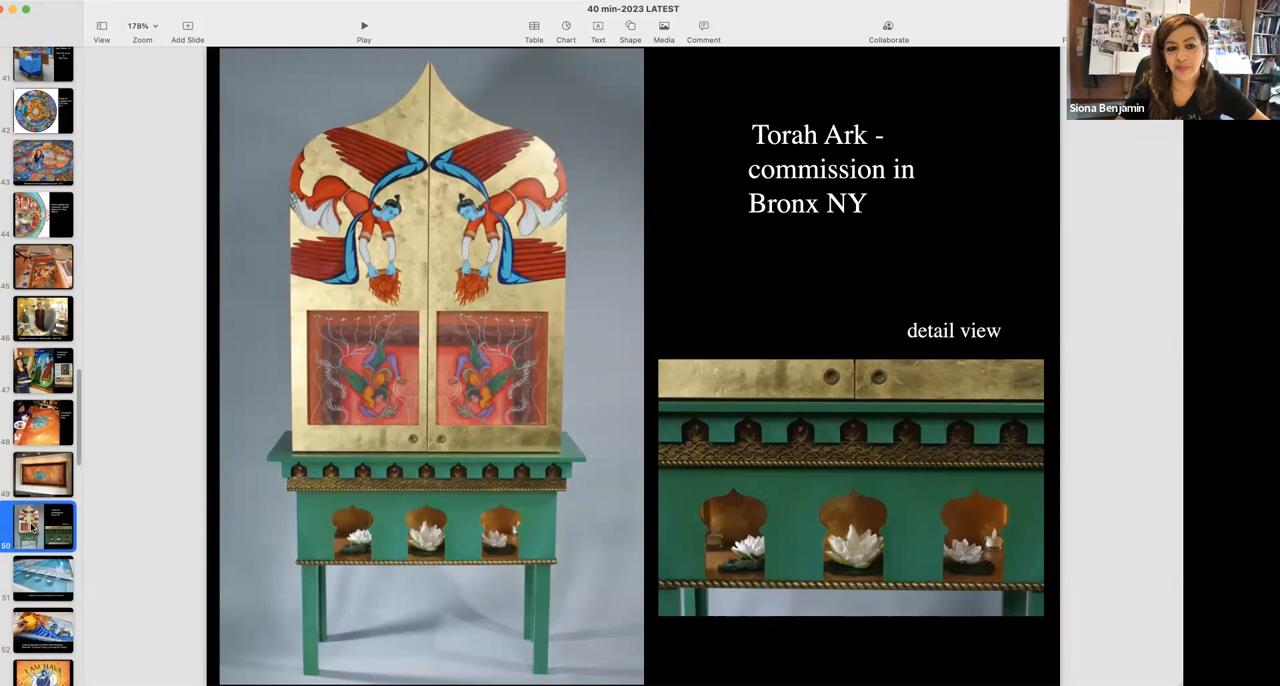 40 min-2023 LATEST
178%
View
Zoom
Add Slide
Play
Table
Chart
Text
Shape
Media
Comment
Collaborate
Siona Benjamin
Torah Ark -
commission in
Bronx NY
detail view
41
42
43
44
45
46
47
48
49
50
51
52
I AM HAVA